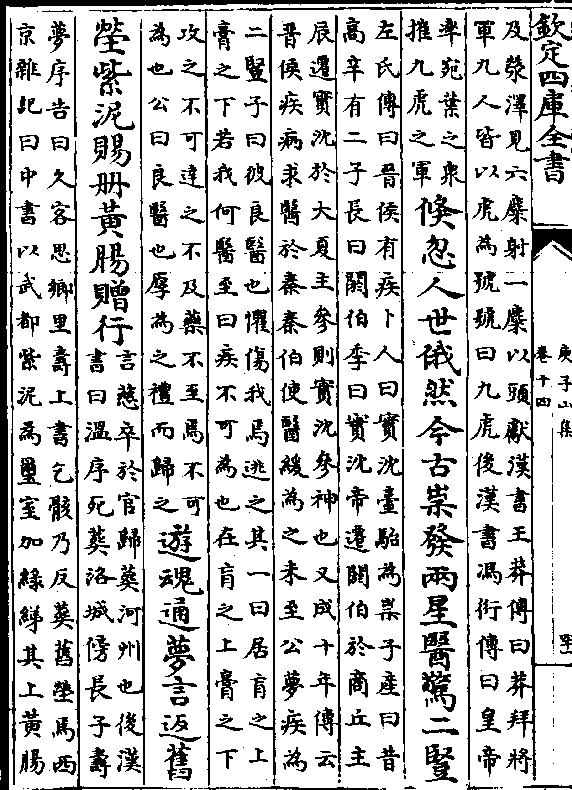 欽定四庫全書
庚子山集
卷十四
及滎澤見六麋射一麋以頭獻漢書王莽傳曰莽拜將
軍九人皆以虎為號號曰九虎後漢書馮衍傳曰皇帝
率宛葉之衆
摧九虎之軍
倏忽人世俄然今古祟發兩星醫驚二豎
左氏傳曰晉侯有疾卜人曰實沈臺駘為祟子產曰昔
高辛有二子長曰閼伯季曰實沈帝遷閼伯於商丘主
辰遷實沈於大夏主參則實沈參神也又成十年傳云
晉侯疾病求醫於秦秦伯使醫緩為之未至公夢疾為
二豎子曰彼良醫也懼傷我焉逃之其一曰居肓之上
膏之下若我何醫至曰疾不可為也在肓之上膏之下
攻之不可達之不及藥不至焉不可
為也公曰良醫也厚為之禮而歸之
遊魂通夢言返舊
塋紫泥賜冊黃腸贈行
言慈卒於官歸葬河州也後漢
書曰溫序死葬洛城傍長子壽
夢序告曰久客思鄉里壽上書乞骸乃反葬舊塋焉西
京雜記曰中書以武都紫泥為璽室加綠綈其上黃腸